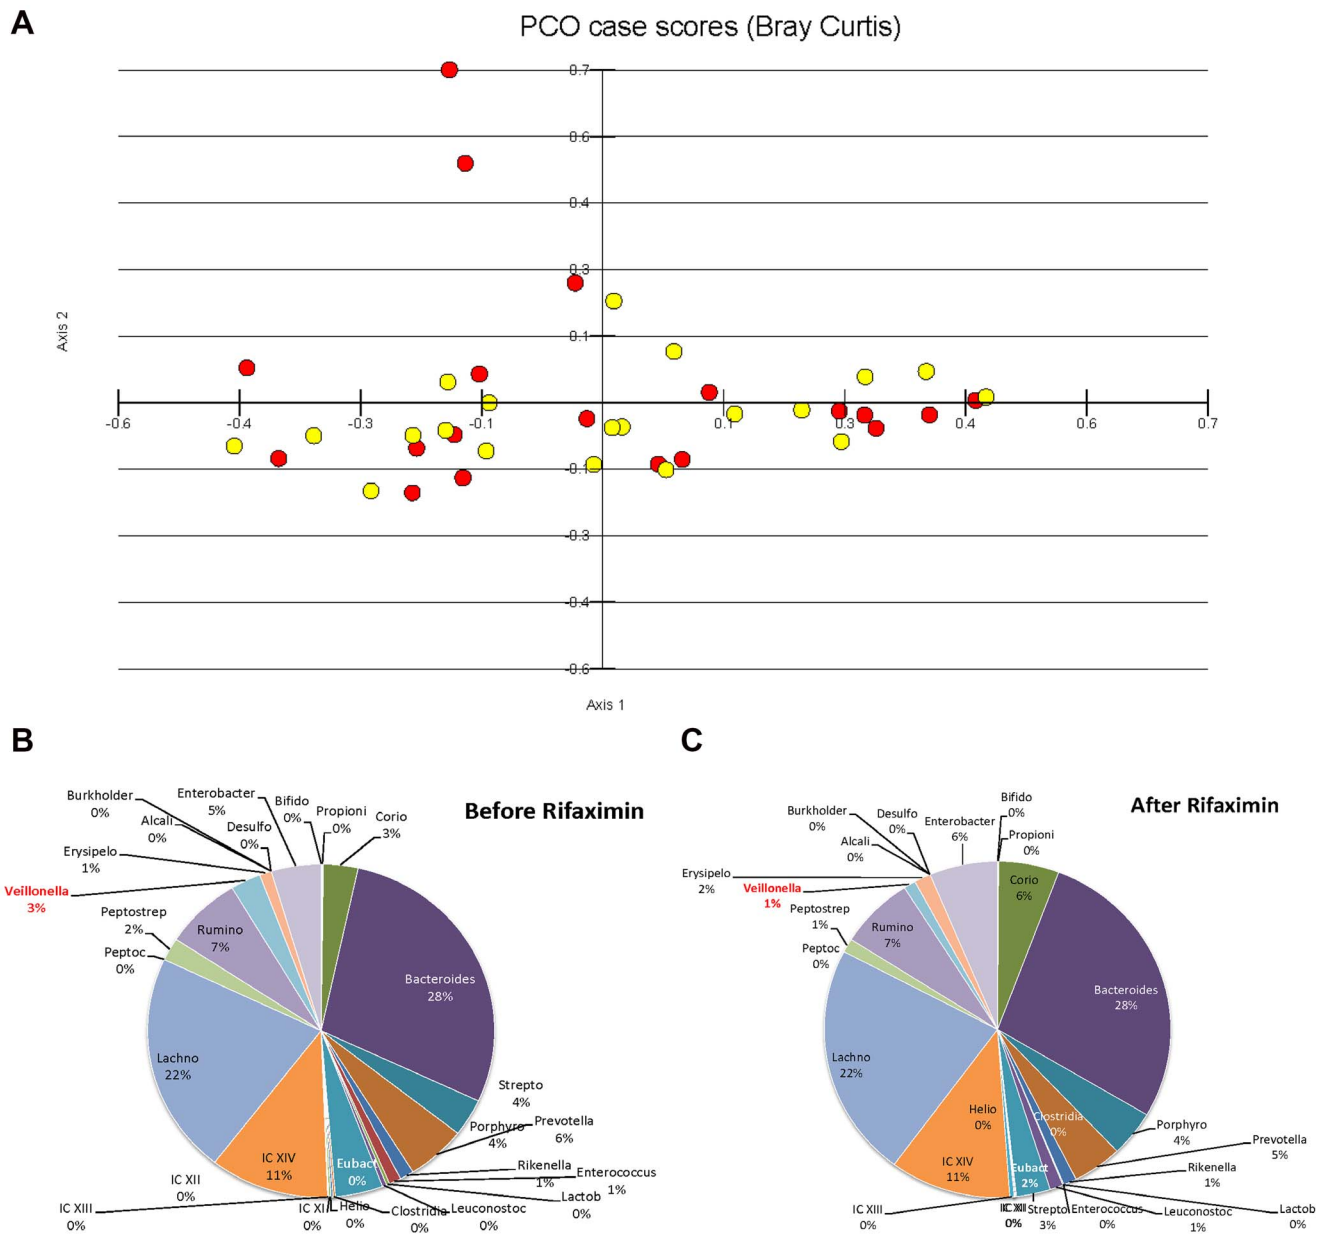 A
PCO case scores (Bray Curtis)
0.7
0.6
0.4
0.3
0.1
-0.6
-0.4
-0.3
-0.1
0.1
0.3
0.4
0.6
0.7
-0.1
-0.3
-0.4
-0.6
Axis 2
Axis 1
B
Before Rifaximin
Burkholder
0%
Alcali
0%
Enterobacter
5%
Desulfo
0%
Bifido
0%
Propioni
0%
Corio
3%
Erysipelo
1%
Veillonella
3%
Peptostrep
2%
Peptoc
0%
Rumino
7%
Bacteroides
28%
Lachno
22%
Strepto
4%
Porphyro
4%
Prevotella
6%
Rikenella
1%
Enterococcus
1%
Lactob
0%
Leuconostoc
0%
Clostridia
0%
Eubact
0%
Helio
0%
IC XI
0%
IC XIV
11%
IC XII
0%
IC XIII
0%
C
After Rifaximin
Burkholder
0%
Desulfo
0%
Alcali
0%
Enterobacter
6%
Bifido
0%
Propioni
0%
Corio
6%
Erysipelo
2%
Veillonella
1%
Peptostrep
1%
Peptoc
0%
Rumino
7%
Bacteroides
28%
Lachno
22%
Helio
0%
Clostridia
0%
Porphyro
4%
Prevotella
5%
Rikenella
1%
Lactob
0%
Leuconostoc
1%
Enterococcus
0%
Strepto
3%
Eubact
2%
0%
IC XIV
11%
IC XIII
0%